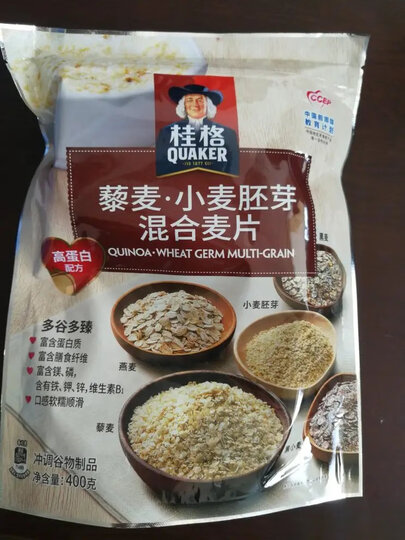 CCEP
桂格
QUAKER
藜麦·小麦胚芽
混合麦片
QUINOA·WHEAT GERM MULTI-GRAIN
高蛋白
配方
多谷多臻
富含蛋白质
富含膳食纤维
富含镁、磷，
含有铁、钾、锌，维生素B₁
口感软糯顺滑
燕麦
小麦胚芽
黑麦
藜麦
冲调谷物制品
净含量：400克